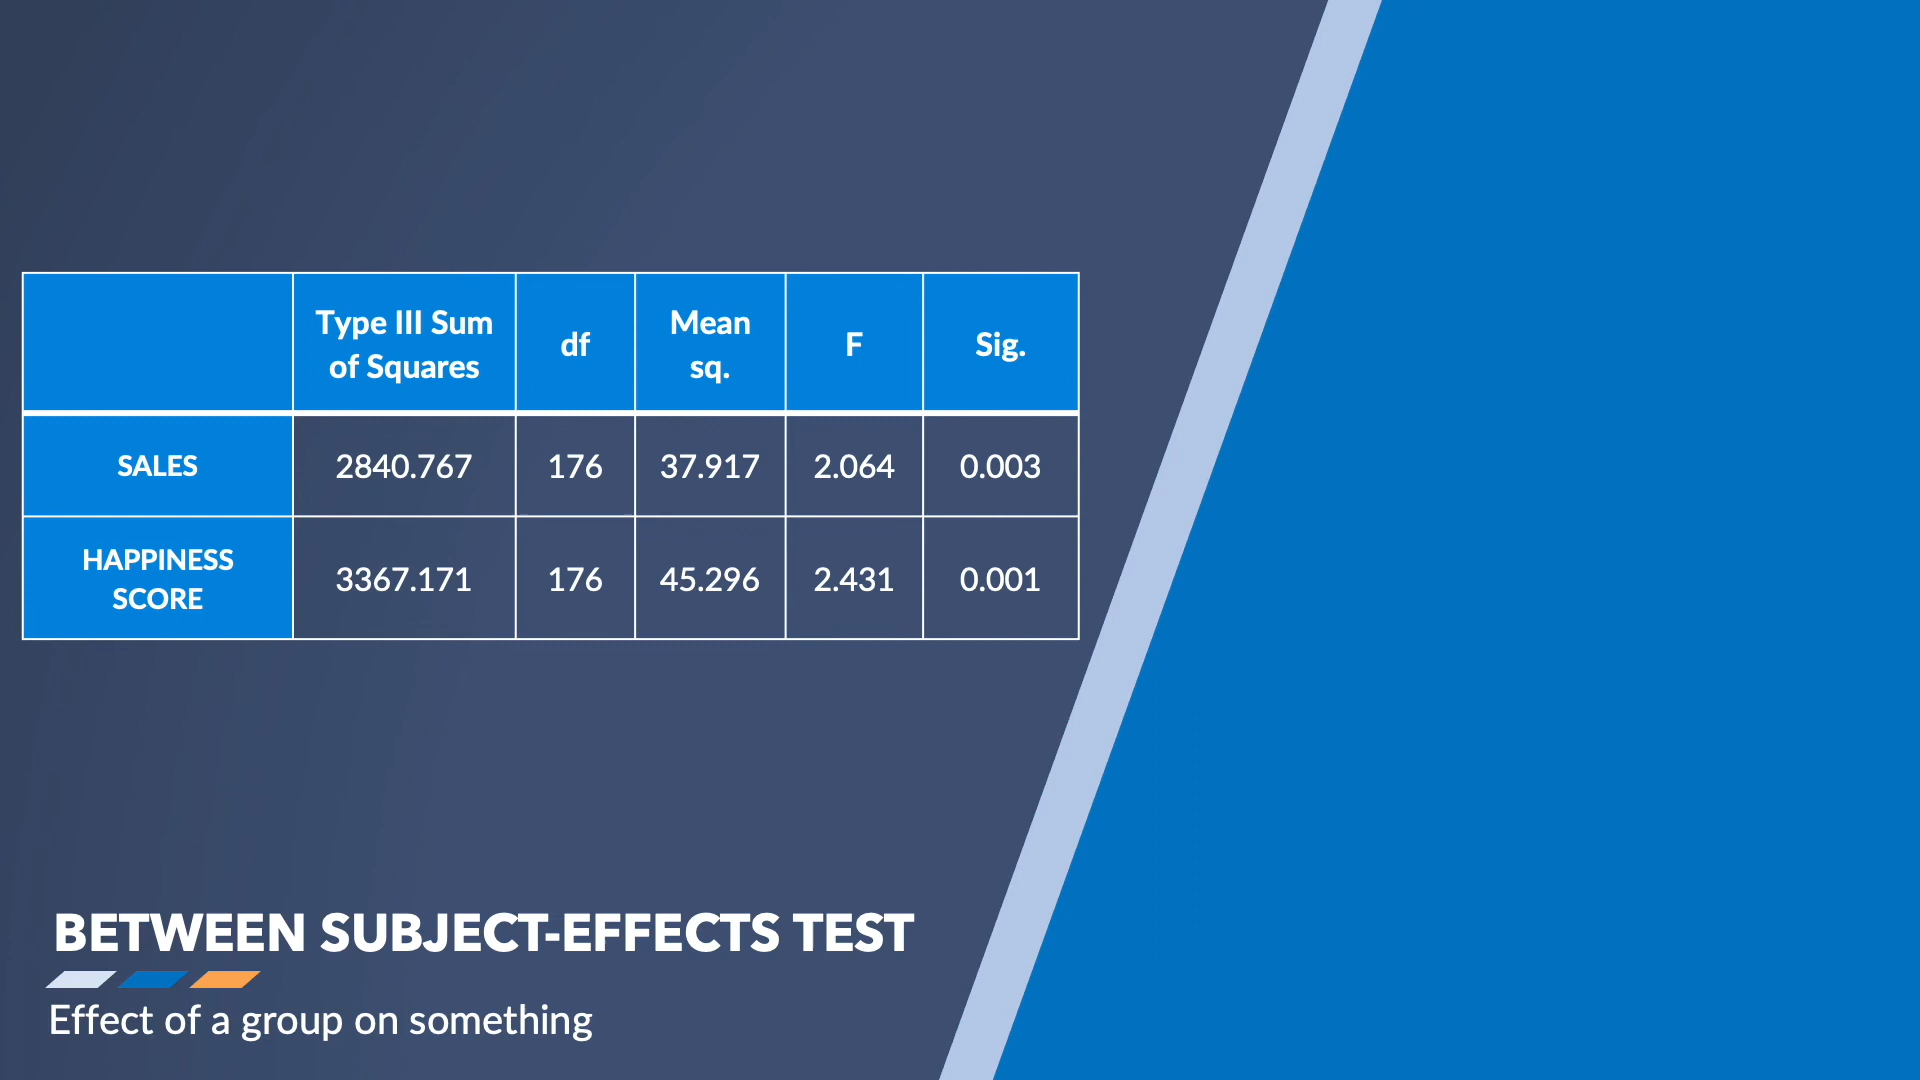 Type III Sum
of Squares
df
Mean
sq.
F
Sig.
SALES
2840.767
176
37.917
2.064
0.003
HAPPINESS
SCORE
3367.171
176
45.296
2.431
0.001
BETWEEN SUBJECT-EFFECTS TEST
Effect of a group on something